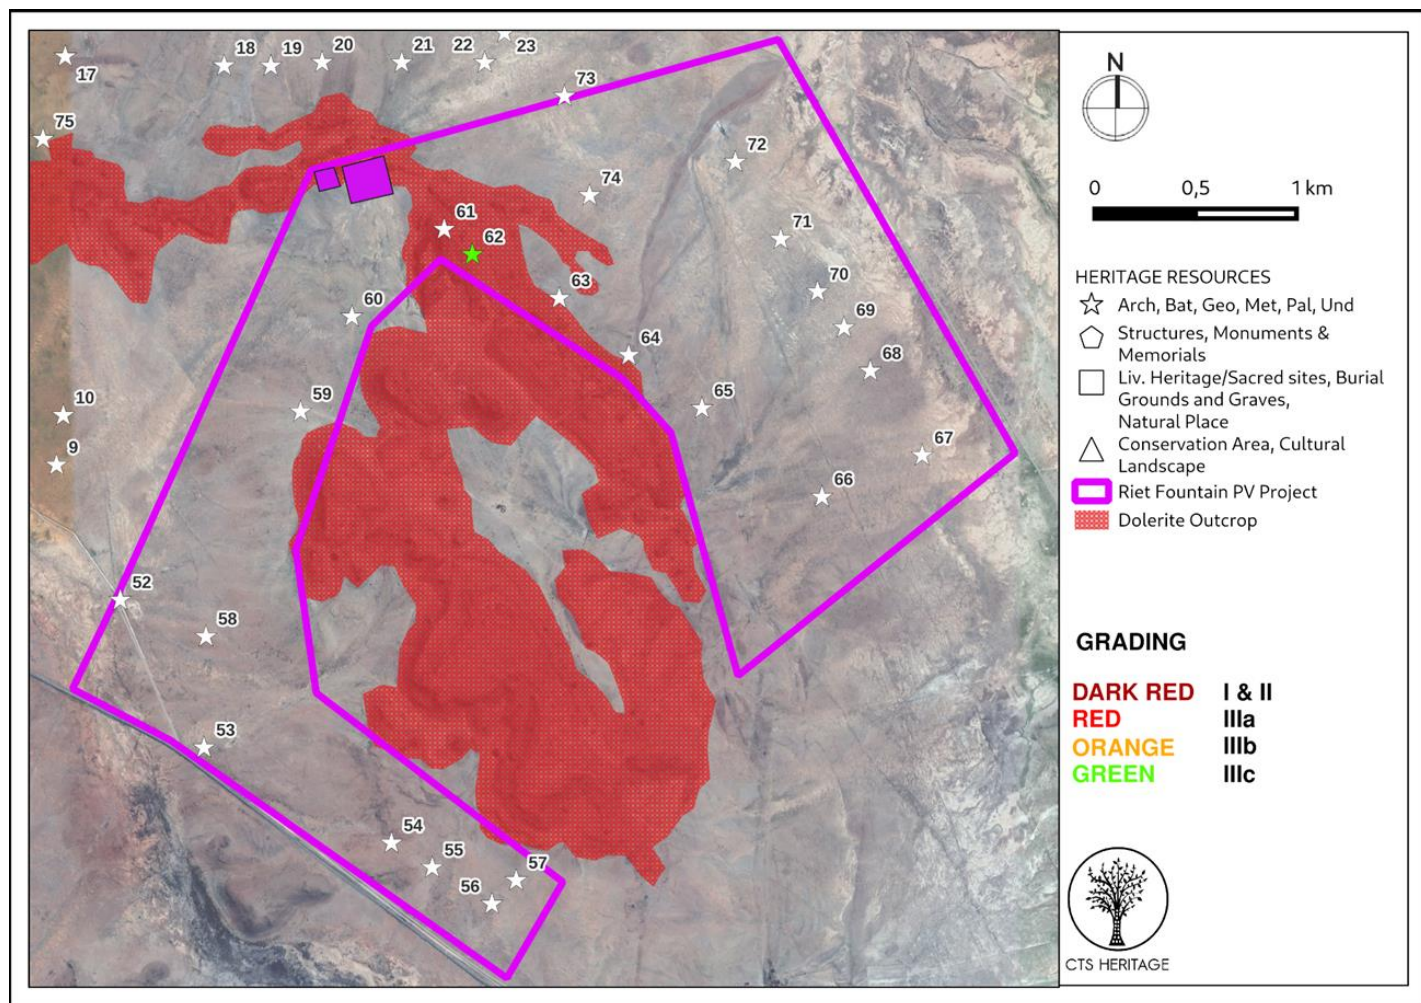 17
18
19
20
21
22
23
73
75
72
74
61
62
71
63
70
60
69
64
68
59
65
10
9
67
66
52
58
53
54
55
57
56
N
0 0,5 1 km
HERITAGE RESOURCES
Arch, Bat, Geo, Met, Pal, Und
Structures, Monuments &
Memorials
Liv. Heritage/Sacred sites, Burial
Grounds and Graves,
Natural Place
Conservation Area, Cultural
Landscape
Riet Fountain PV Project
Dolerite Outcrop
GRADING
DARK RED I & II
RED IIIa
ORANGE IIIb
GREEN IIIc
CTS HERITAGE